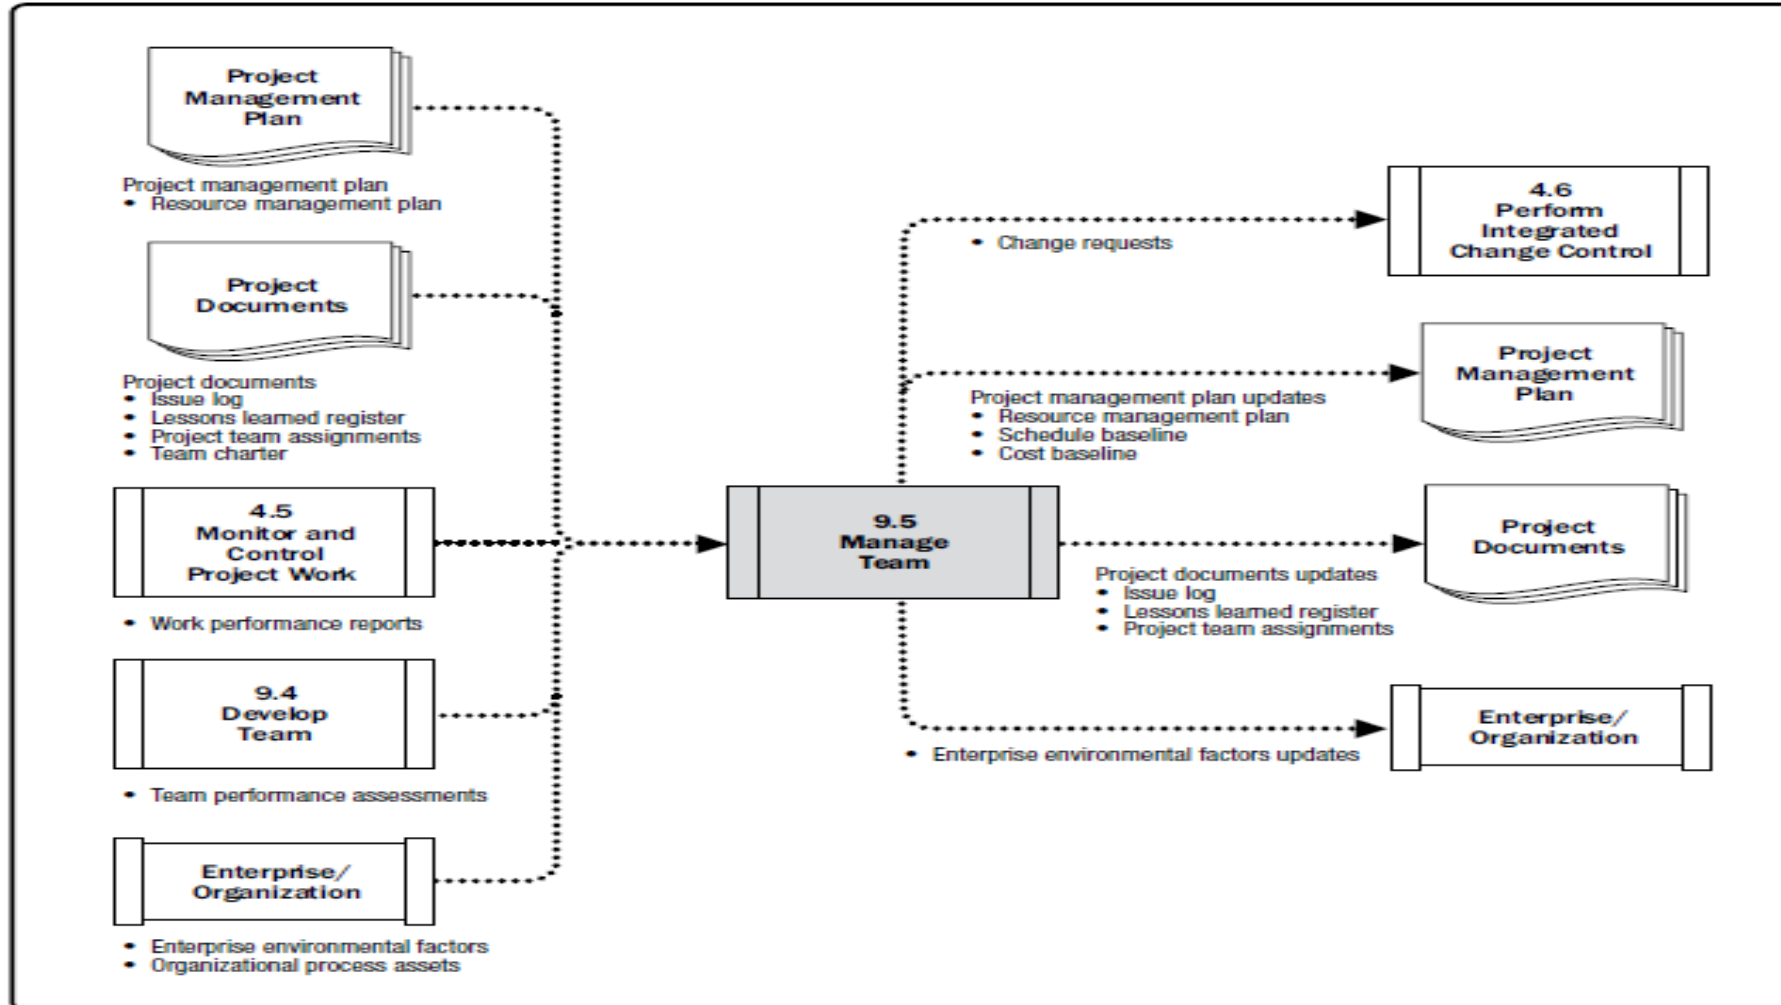 Project
Management
Plan
Project management plan
• Resource management plan
Project
Documents
Project documents
• Issue log
• Lessons learned register
• Project team assignments
• Team charter
4.5
Monitor and
Control
Project Work
• Work performance reports
9.4
Develop
Team
• Team performance assessments
Enterprise/
Organization
• Enterprise environmental factors
• Organizational process assets
9.5
Manage
Team
• Change requests
4.6
Perform
Integrated
Change Control
Project management plan updates
• Resource management plan
• Schedule baseline
• Cost baseline
Project
Management
Plan
Project documents updates
• Issue log
• Lessons learned register
• Project team assignments
Project
Documents
• Enterprise environmental factors updates
Enterprise/
Organization